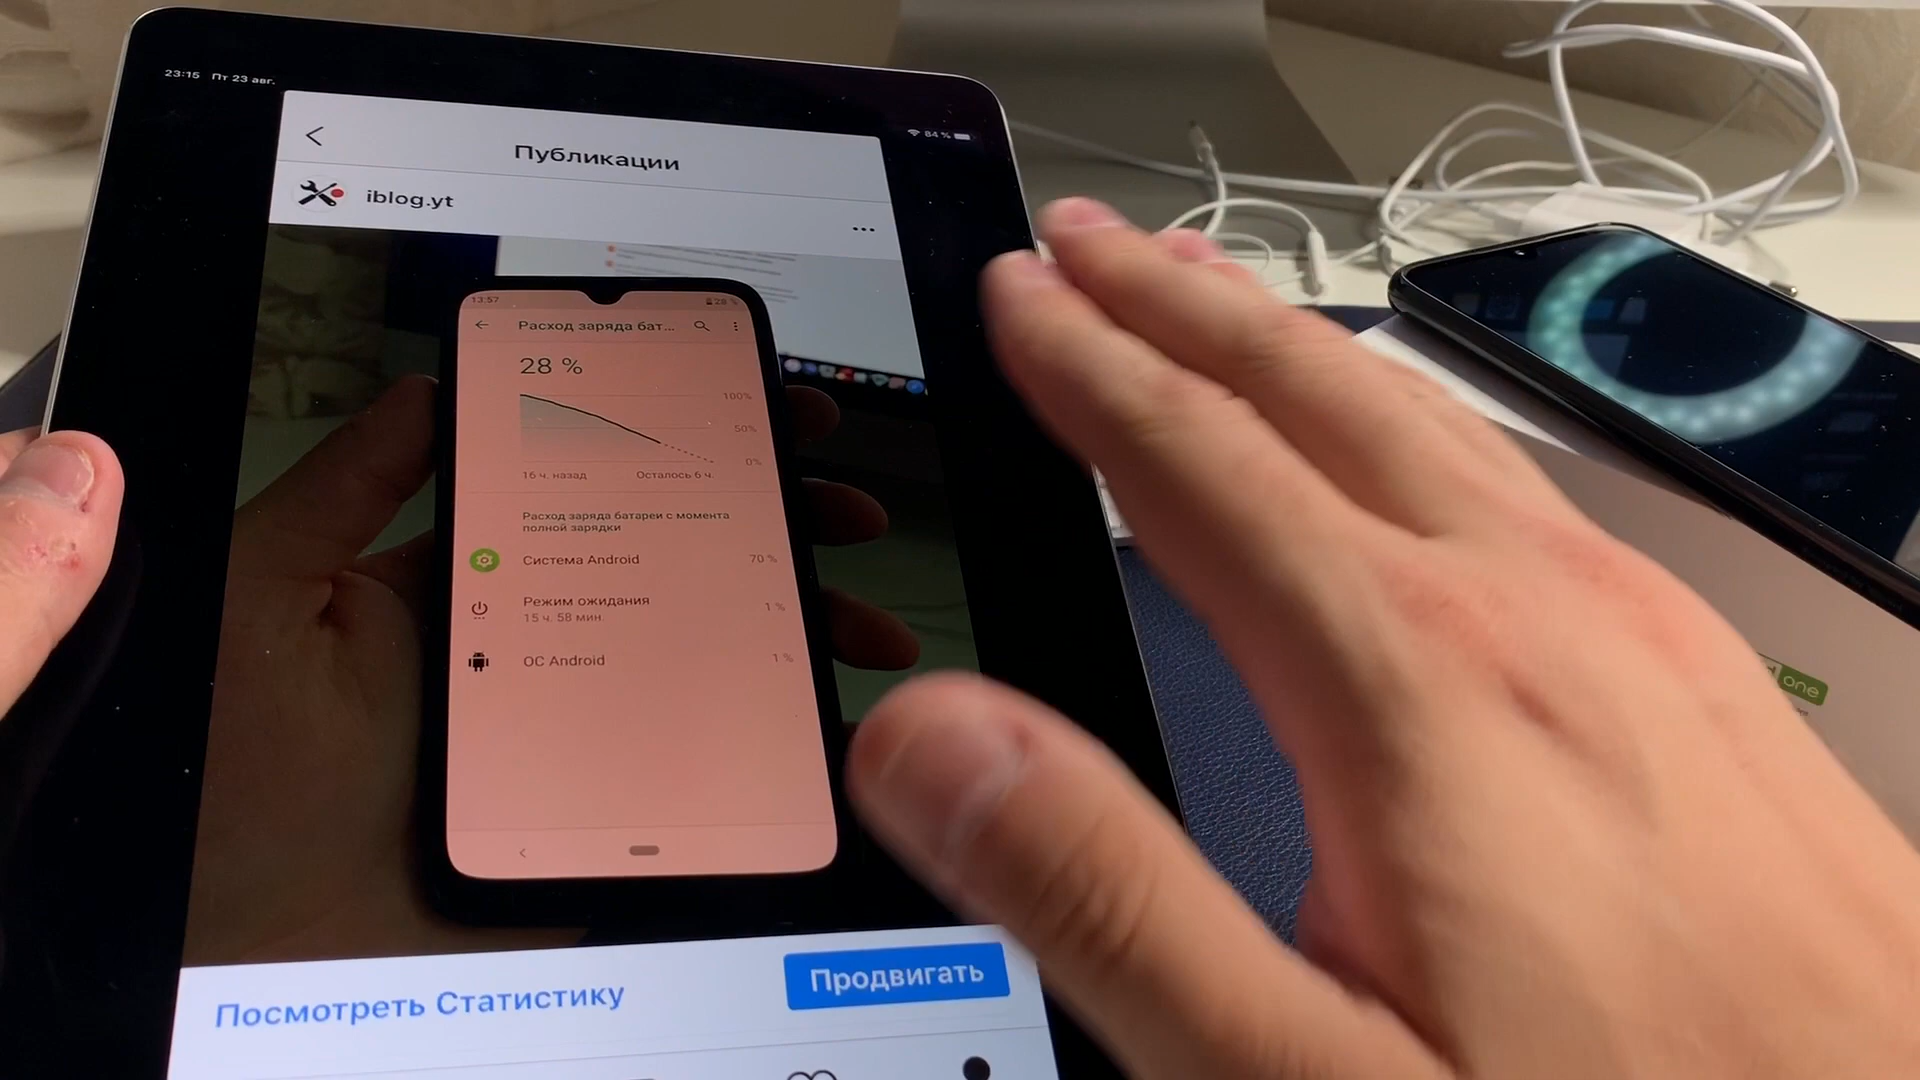 23:15 Пт 23 авг.
84 %
Публикации
iblog.yt
13:57
28 %
Расход заряда бат...
28 %
100%
50%
0%
16 ч. назад
Осталось 6 ч.
Расход заряда батареи с момента
полной зарядки
Система Android
70 %
Режим ожидания
1 %
15 ч. 58 мин.
ОС Android
1 %
Посмотреть Статистику
Продвигать
one